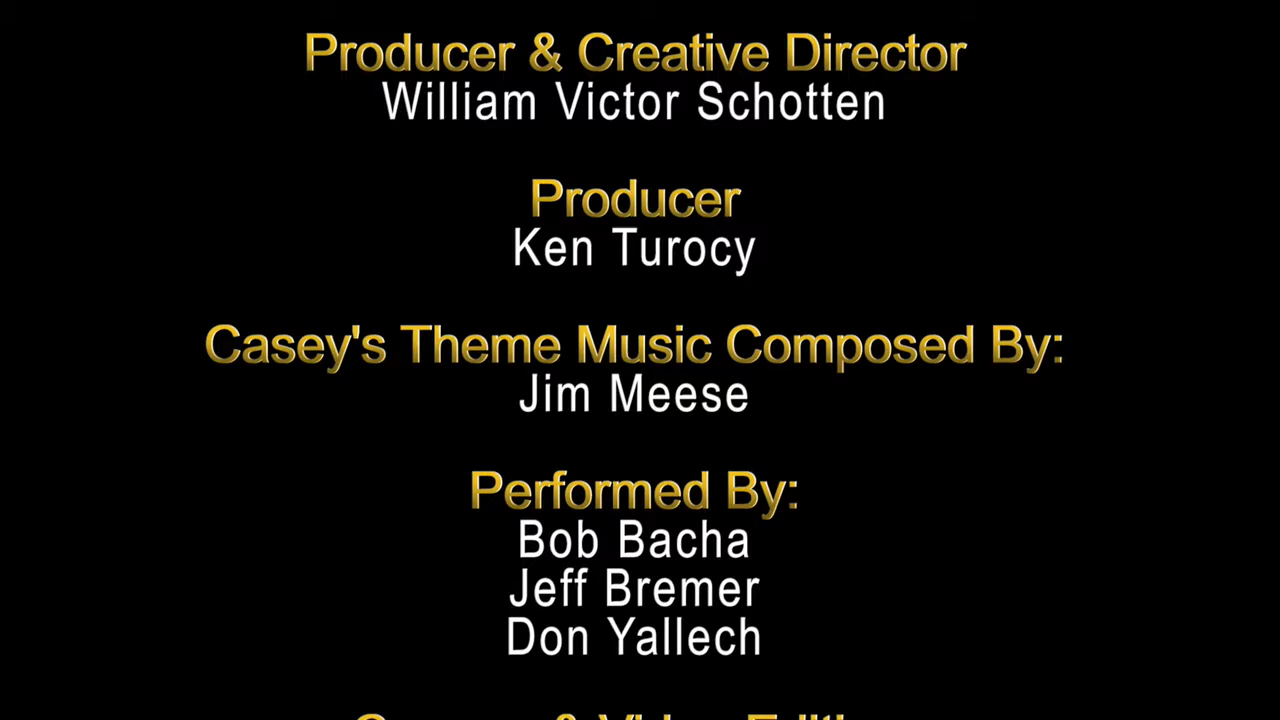 Producer & Creative Director
William Victor Schotten
Producer
Ken Turocy
Casey's Theme Music Composed By:
Jim Meese
Performed By:
Bob Bacha
Jeff Bremer
Don Yallech